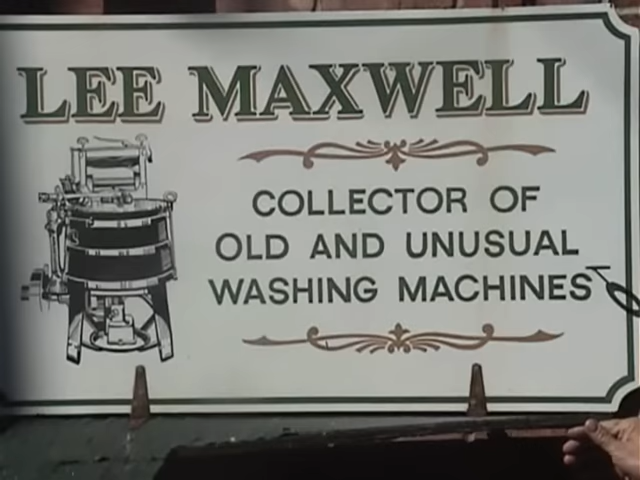 LEE MAXWELL
COLLECTOR OF
OLD AND UNUSUAL
WASHING MACHINES